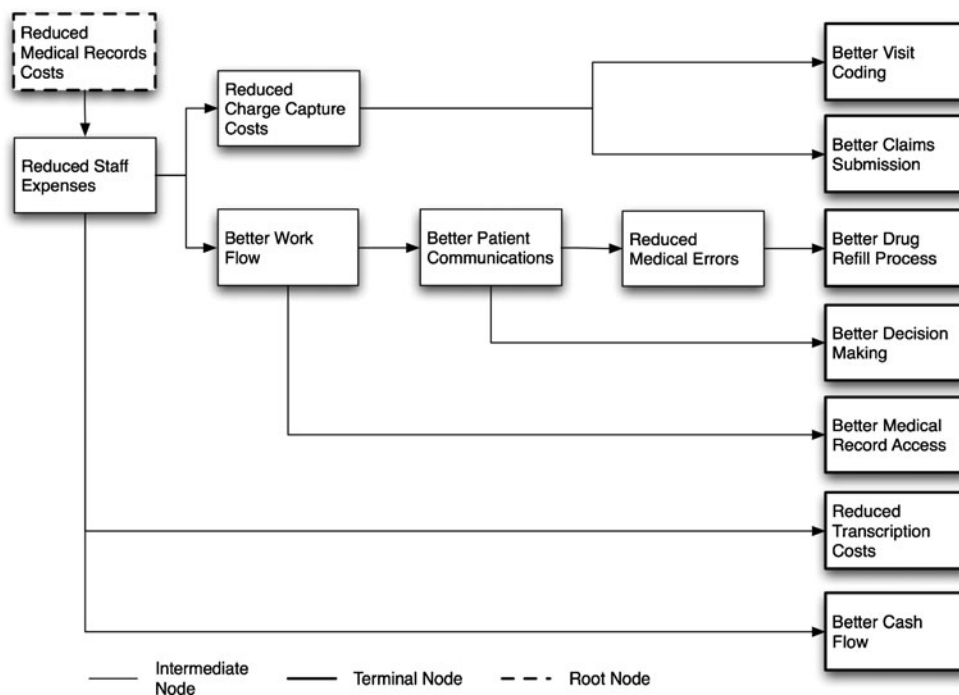 Reduced
Medical Records
Costs
Reduced Staff
Expenses
Reduced
Charge Capture
Costs
Better Work
Flow
Better Patient
Communications
Reduced
Medical Errors
Better Visit
Coding
Better Claims
Submission
Better Drug
Refill Process
Better Decision
Making
Better Medical
Record Access
Reduced
Transcription
Costs
Better Cash
Flow
Intermediate
Node
Terminal Node
Root Node